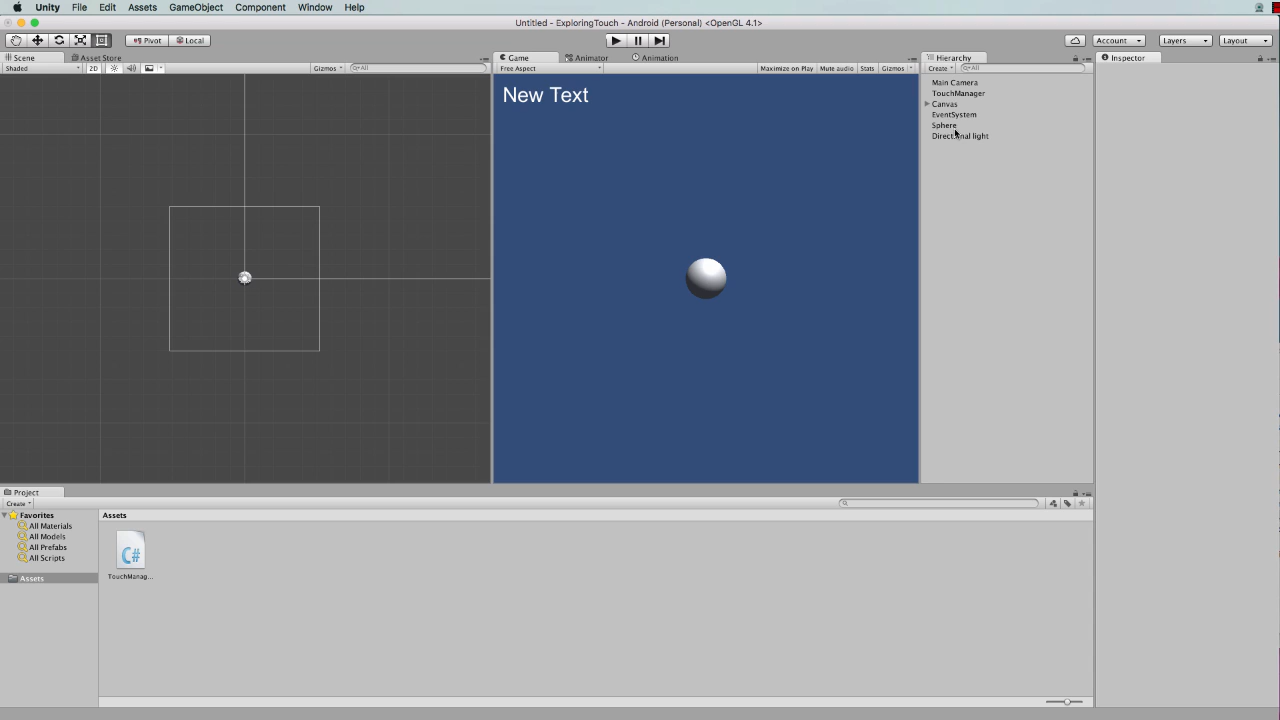 Unity File Edit Assets GameObject Component Window Help
Untitled - ExploringTouch - Android (Personal) <OpenGL 4.1>
Pivot Local Account Layers Layout
Scene Asset Store Game Animator Animation Hierarchy Inspector
Shaded 2D Gizmos All Free Aspect Maximize on Play Mute audio Stats Gizmos Create All
New Text
Main Camera
TouchManager
Canvas
EventSystem
Sphere
Directional light
Project
Create
Favorites Assets
All Materials
All Models
All Prefabs
All Scripts
Assets
C#
TouchManag...